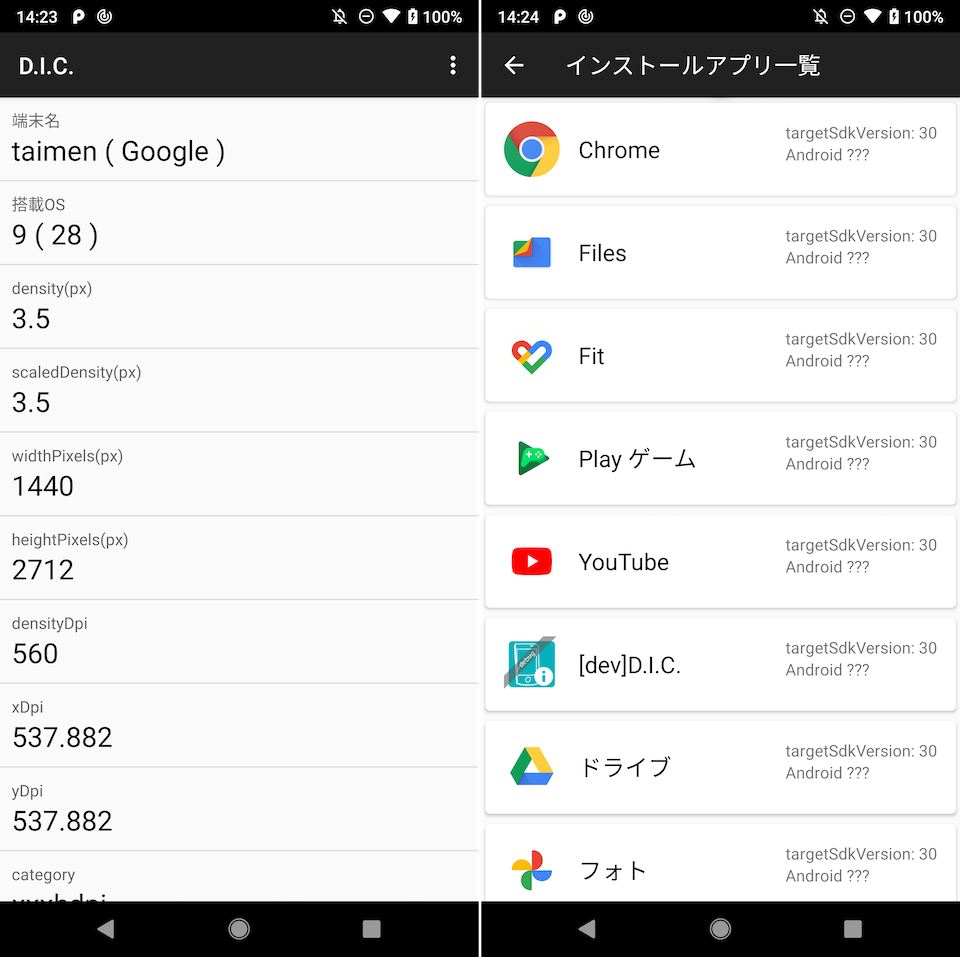 14:23 100%
D.I.C.
端末名
taimen ( Google )
搭載OS
9 ( 28 )
density(px)
3.5
scaledDensity(px)
3.5
widthPixels(px)
1440
heightPixels(px)
2712
densityDpi
560
xDpi
537.882
yDpi
537.882
category
xxxhdpi
14:24 100%
インストールアプリ一覧
Chrome
targetSdkVersion: 30
Android ???
Files
targetSdkVersion: 30
Android ???
Fit
targetSdkVersion: 30
Android ???
Play ゲーム
targetSdkVersion: 30
Android ???
YouTube
targetSdkVersion: 30
Android ???
debug
[dev]D.I.C.
targetSdkVersion: 30
Android ???
ドライブ
targetSdkVersion: 30
Android ???
フォト
targetSdkVersion: 30
Android ???